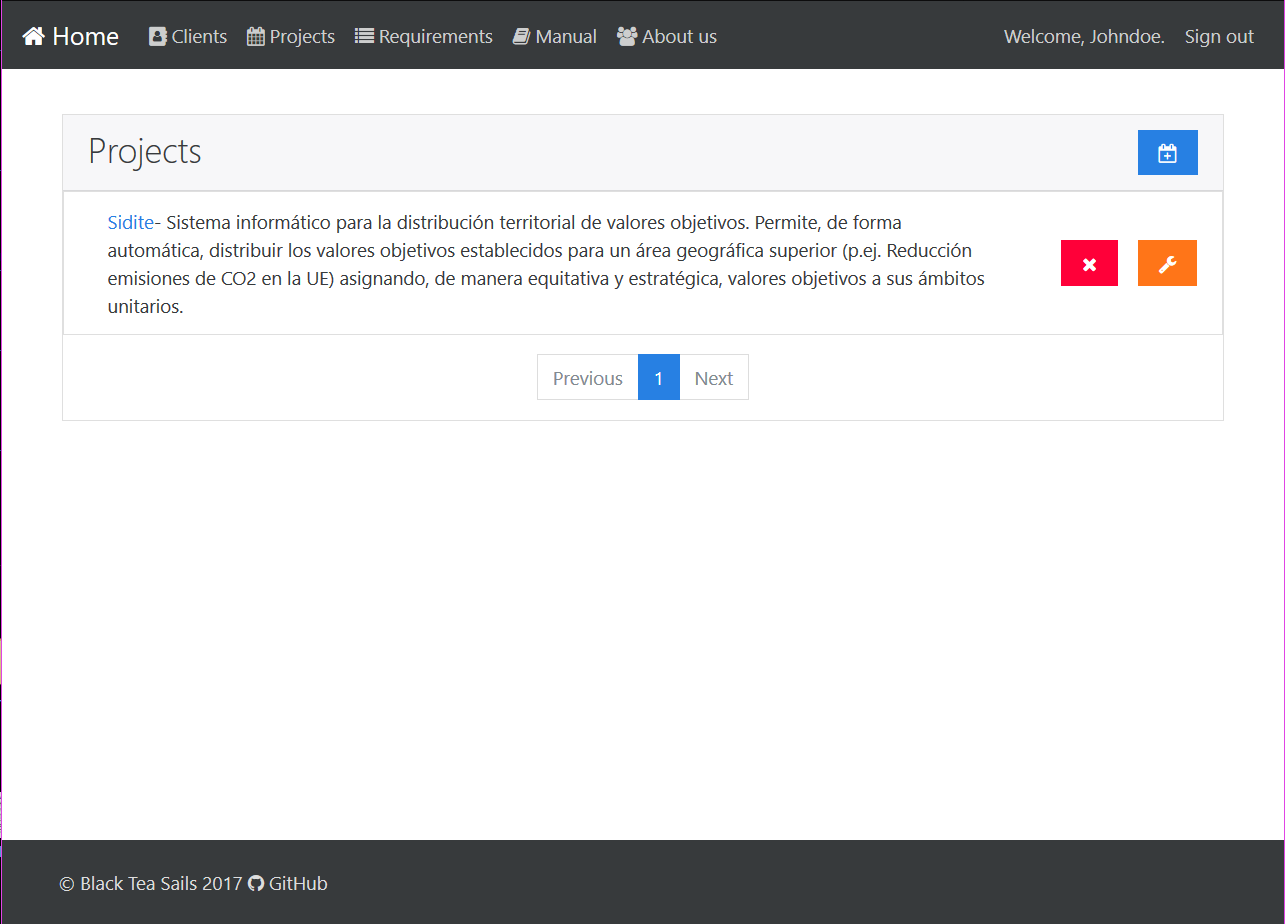 Home Clients Projects Requirements Manual About us Welcome, Johndoe. Sign out
Projects
Sidite- Sistema informático para la distribución territorial de valores objetivos. Permite, de forma
automática, distribuir los valores objetivos establecidos para un área geográfica superior (p.ej. Reducción
emisiones de CO2 en la UE) asignando, de manera equitativa y estratégica, valores objetivos a sus ámbitos
unitarios.
Previous 1 Next
© Black Tea Sails 2017 GitHub